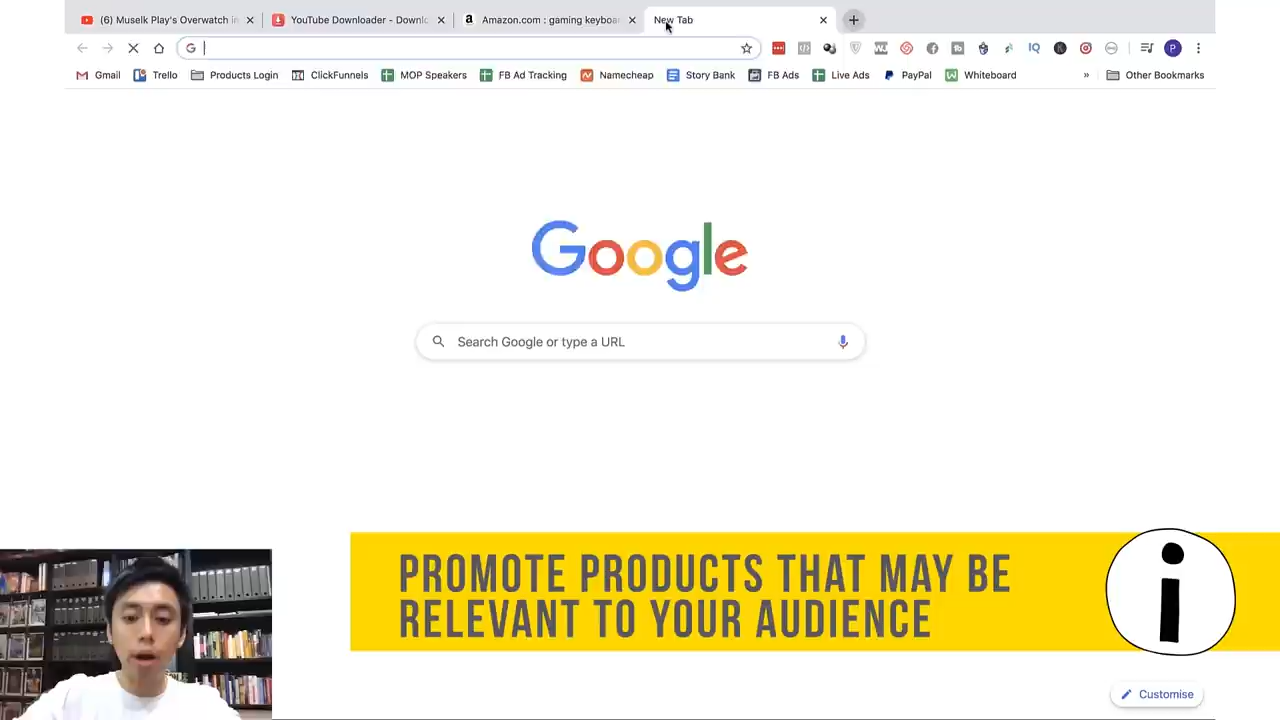 (6) Muselk Play's Overwatch in
YouTube Downloader - Downlo
Amazon.com : gaming keyboar
New Tab
Gmail
Trello
Products Login
ClickFunnels
MOP Speakers
FB Ad Tracking
Namecheap
Story Bank
FB Ads
Live Ads
PayPal
Whiteboard
»
Other Bookmarks
Google
Search Google or type a URL
PROMOTE PRODUCTS THAT MAY BE
RELEVANT TO YOUR AUDIENCE
i
Customise